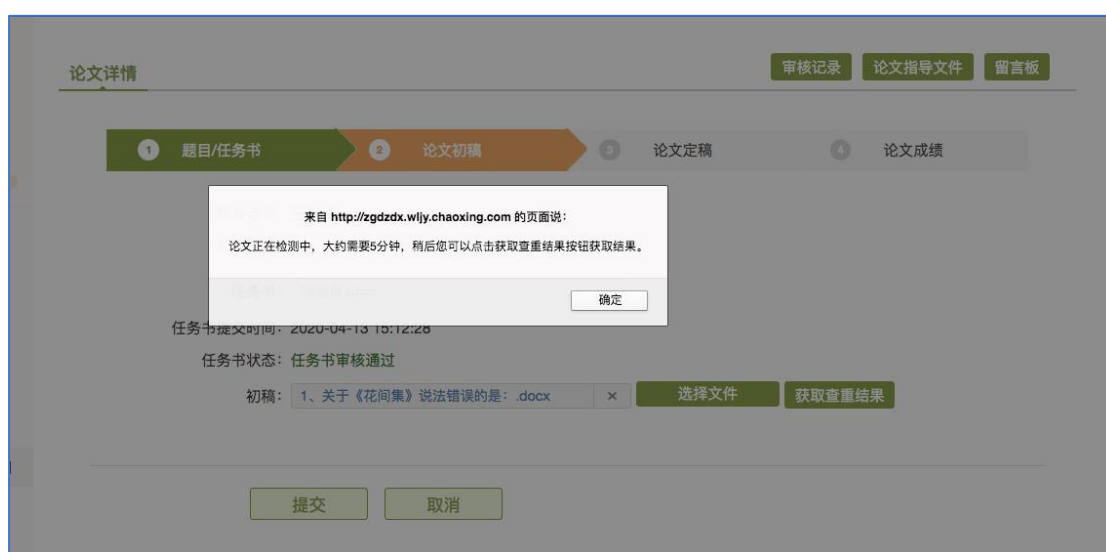 论文详情
审核记录 论文指导文件 留言板
1 题目/任务书 2 论文初稿 3 论文定稿 4 论文成绩
来自 http://zgdzdx.wljy.chaoxing.com 的页面说:
论文正在检测中，大约需要5分钟，稍后您可以点击获取查重结果按钮获取结果。
确定
任务书提交时间: 2020-04-13 15:12:28
任务书状态: 任务书审核通过
初稿: 1、关于《花间集》说法错误的是: .docx × 选择文件 获取查重结果
提交 取消